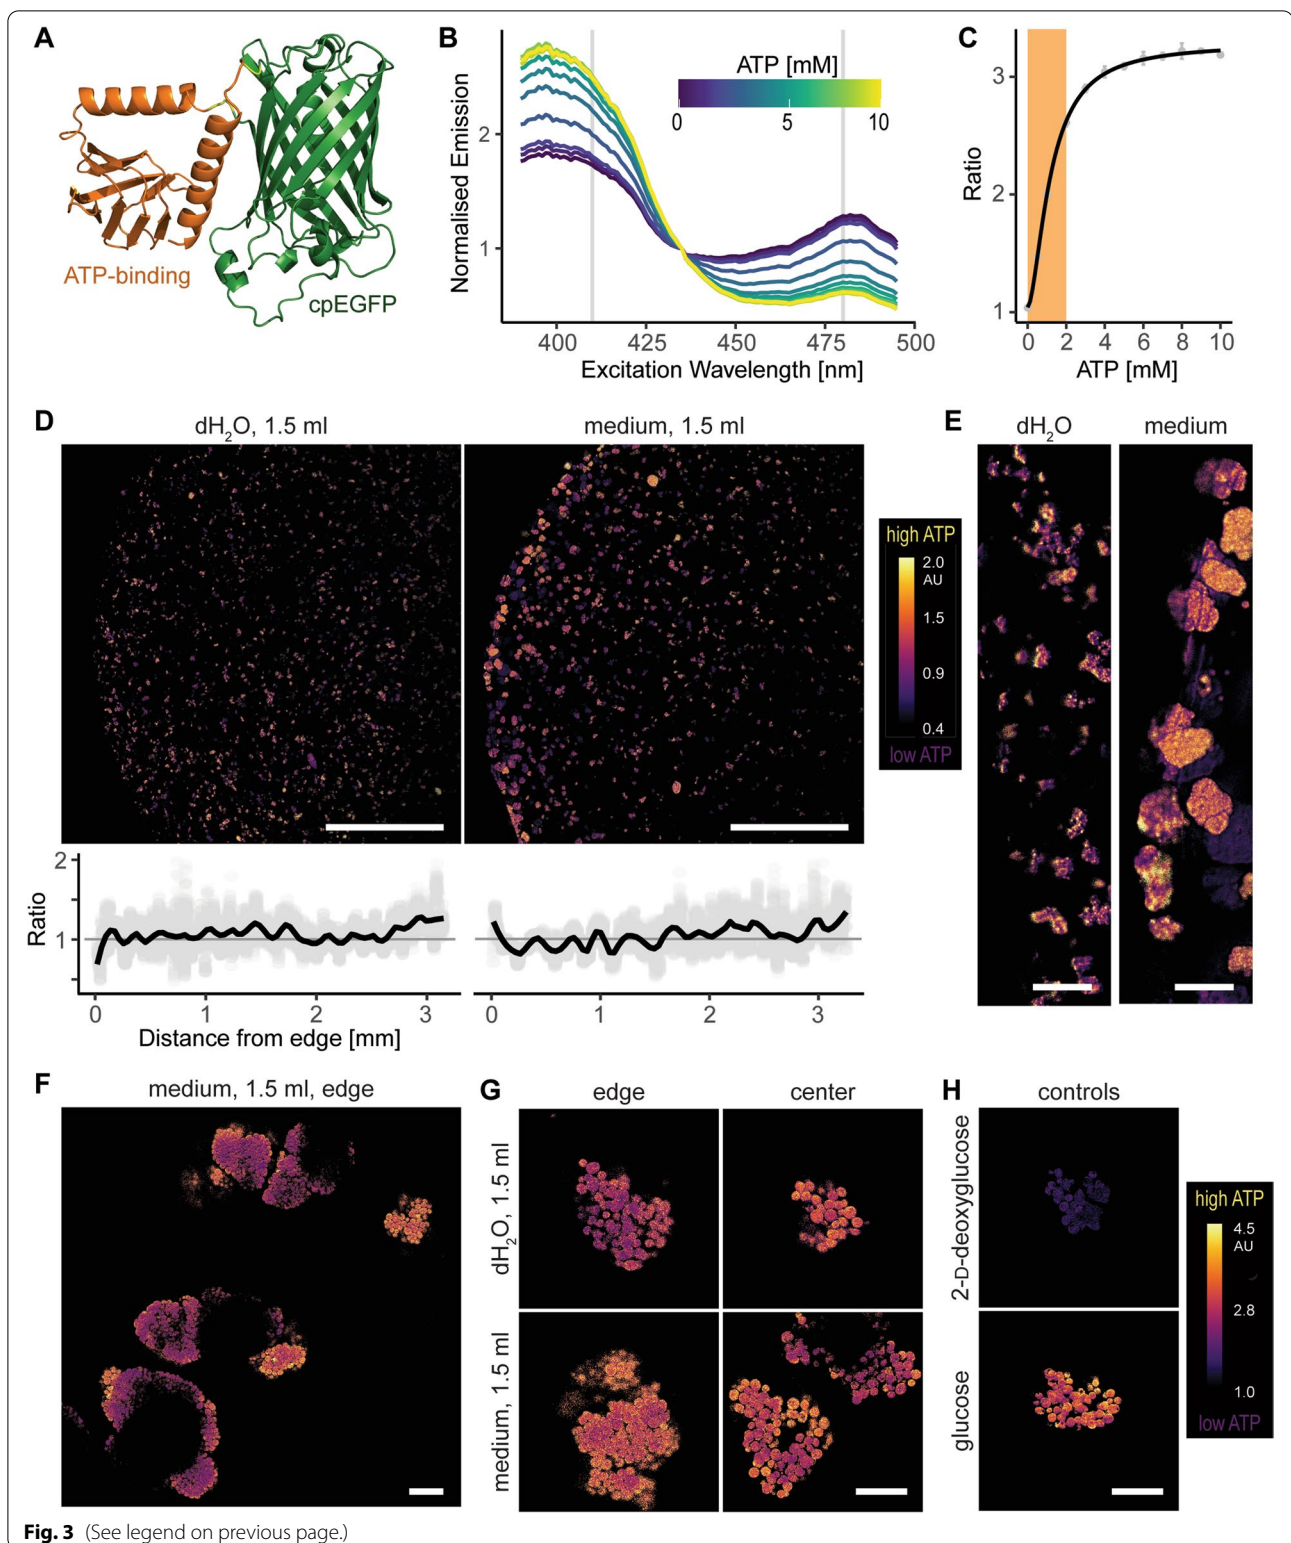 A
ATP-binding
cpEGFP
B
ATP [mM]
0 5 10
Normalised Emission
2
1
400 425 450 475 500
Excitation Wavelength [nm]
C
Ratio
3
2
1
0 2 4 6 8 10
ATP [mM]
D
dH2O, 1.5 ml
medium, 1.5 ml
high ATP
2.0
AU
1.5
0.9
0.4
low ATP
Ratio
2
1
0 1 2 3
0 1 2 3
Distance from edge [mm]
E
dH2O
medium
F
medium, 1.5 ml, edge
G
edge
center
dH2O, 1.5 ml
medium, 1.5 ml
H
controls
2-D-deoxyglucose
glucose
high ATP
4.5
AU
2.8
1.0
low ATP
Fig. 3 (See legend on previous page.)